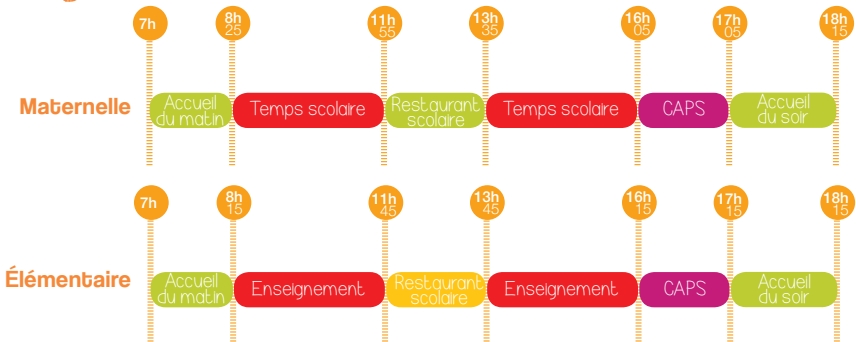 7h 8h 11h 13h 16h 17h 18h
25 55 35 05 05 15
Maternelle
Accueil
du matin
Temps scolaire
Restaurant
scolaire
Temps scolaire
CAPS
Accueil
du soir
7h 8h 11h 13h 16h 17h 18h
15 45 45 15 15 15
Élémentaire
Accueil
du matin
Enseignement
Restaurant
scolaire
Enseignement
CAPS
Accueil
du soir